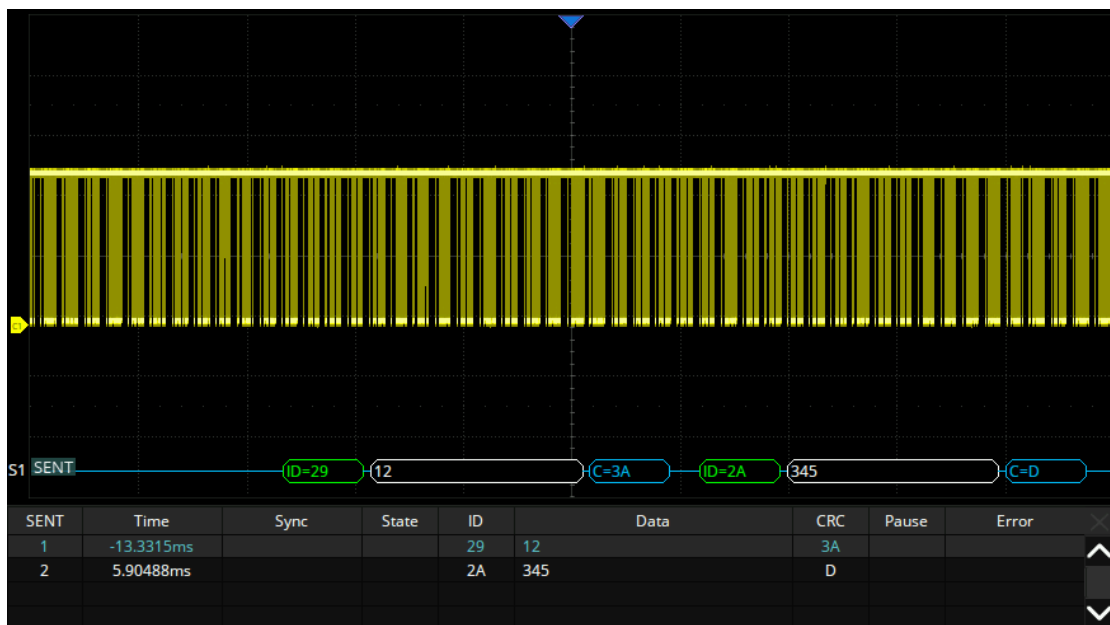 C1
S1 SENT ID=29 12 C=3A ID=2A 345 C=D
SENT Time Sync State ID Data CRC Pause Error
1 -13.3315ms 29 12 3A
2 5.90488ms 2A 345 D